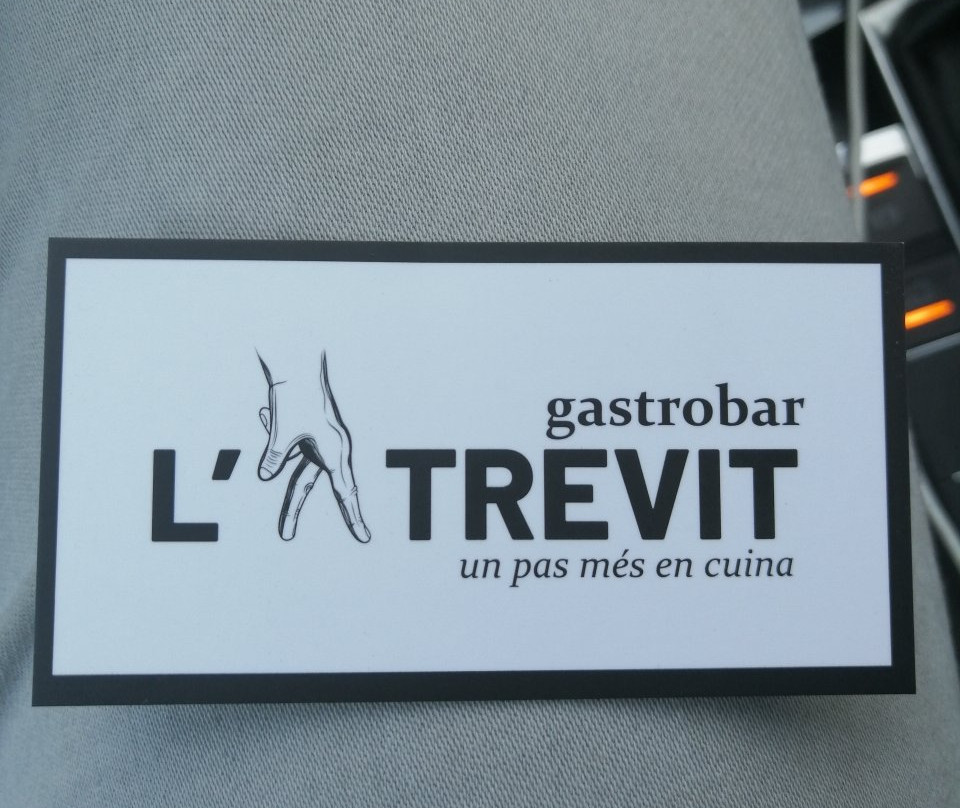 gastrobar
L'ATREVIT
un pas més en cuina